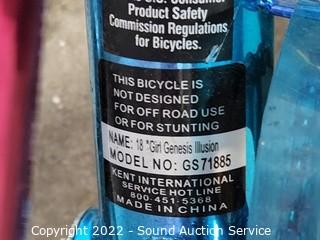 Product Safety
Commission Regulations
for Bicycles.
THIS BICYCLE IS
NOT DESIGNED
FOR OFF ROAD USE
OR FOR STUNTING
NAME: 18 "Girl Genesis Illusion
MODEL NO: GS71885
KENT INTERNATIONAL
SERVICE HOT LINE
800-451-5368
MADE IN CHINA
Copyright 2022 - Sound Auction Service